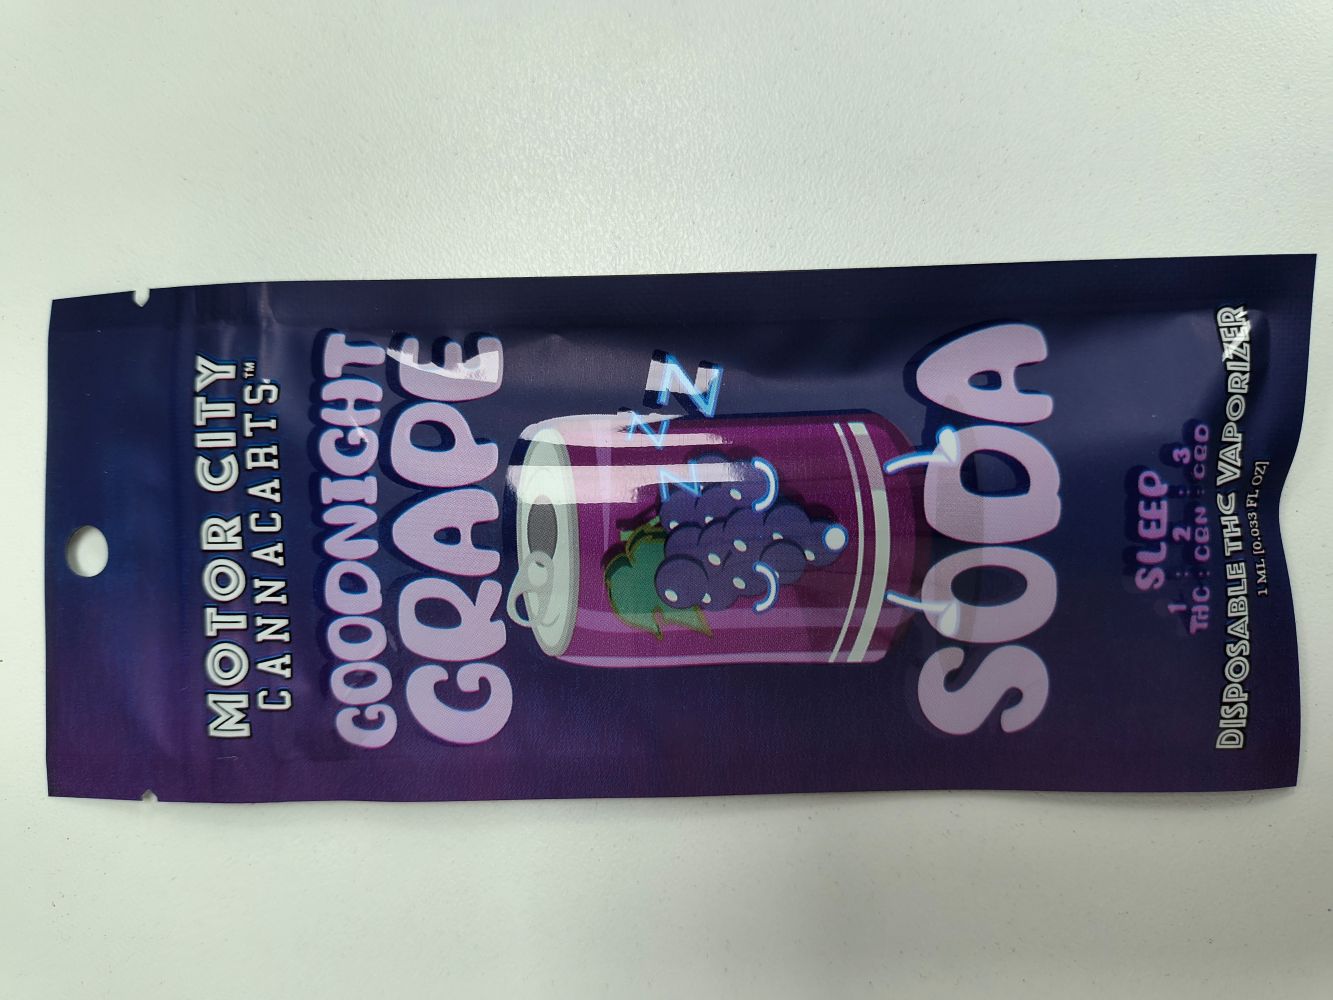 MOTOR CITY
CANNACARTS™
GOODNIGHT
GRAPE
Z Z Z Z
SODA
SLEEP
1 : 2 : 3
THC : CBN : CBD
DISPOSABLE THC VAPORIZER
1 ML [0.033 FL OZ]